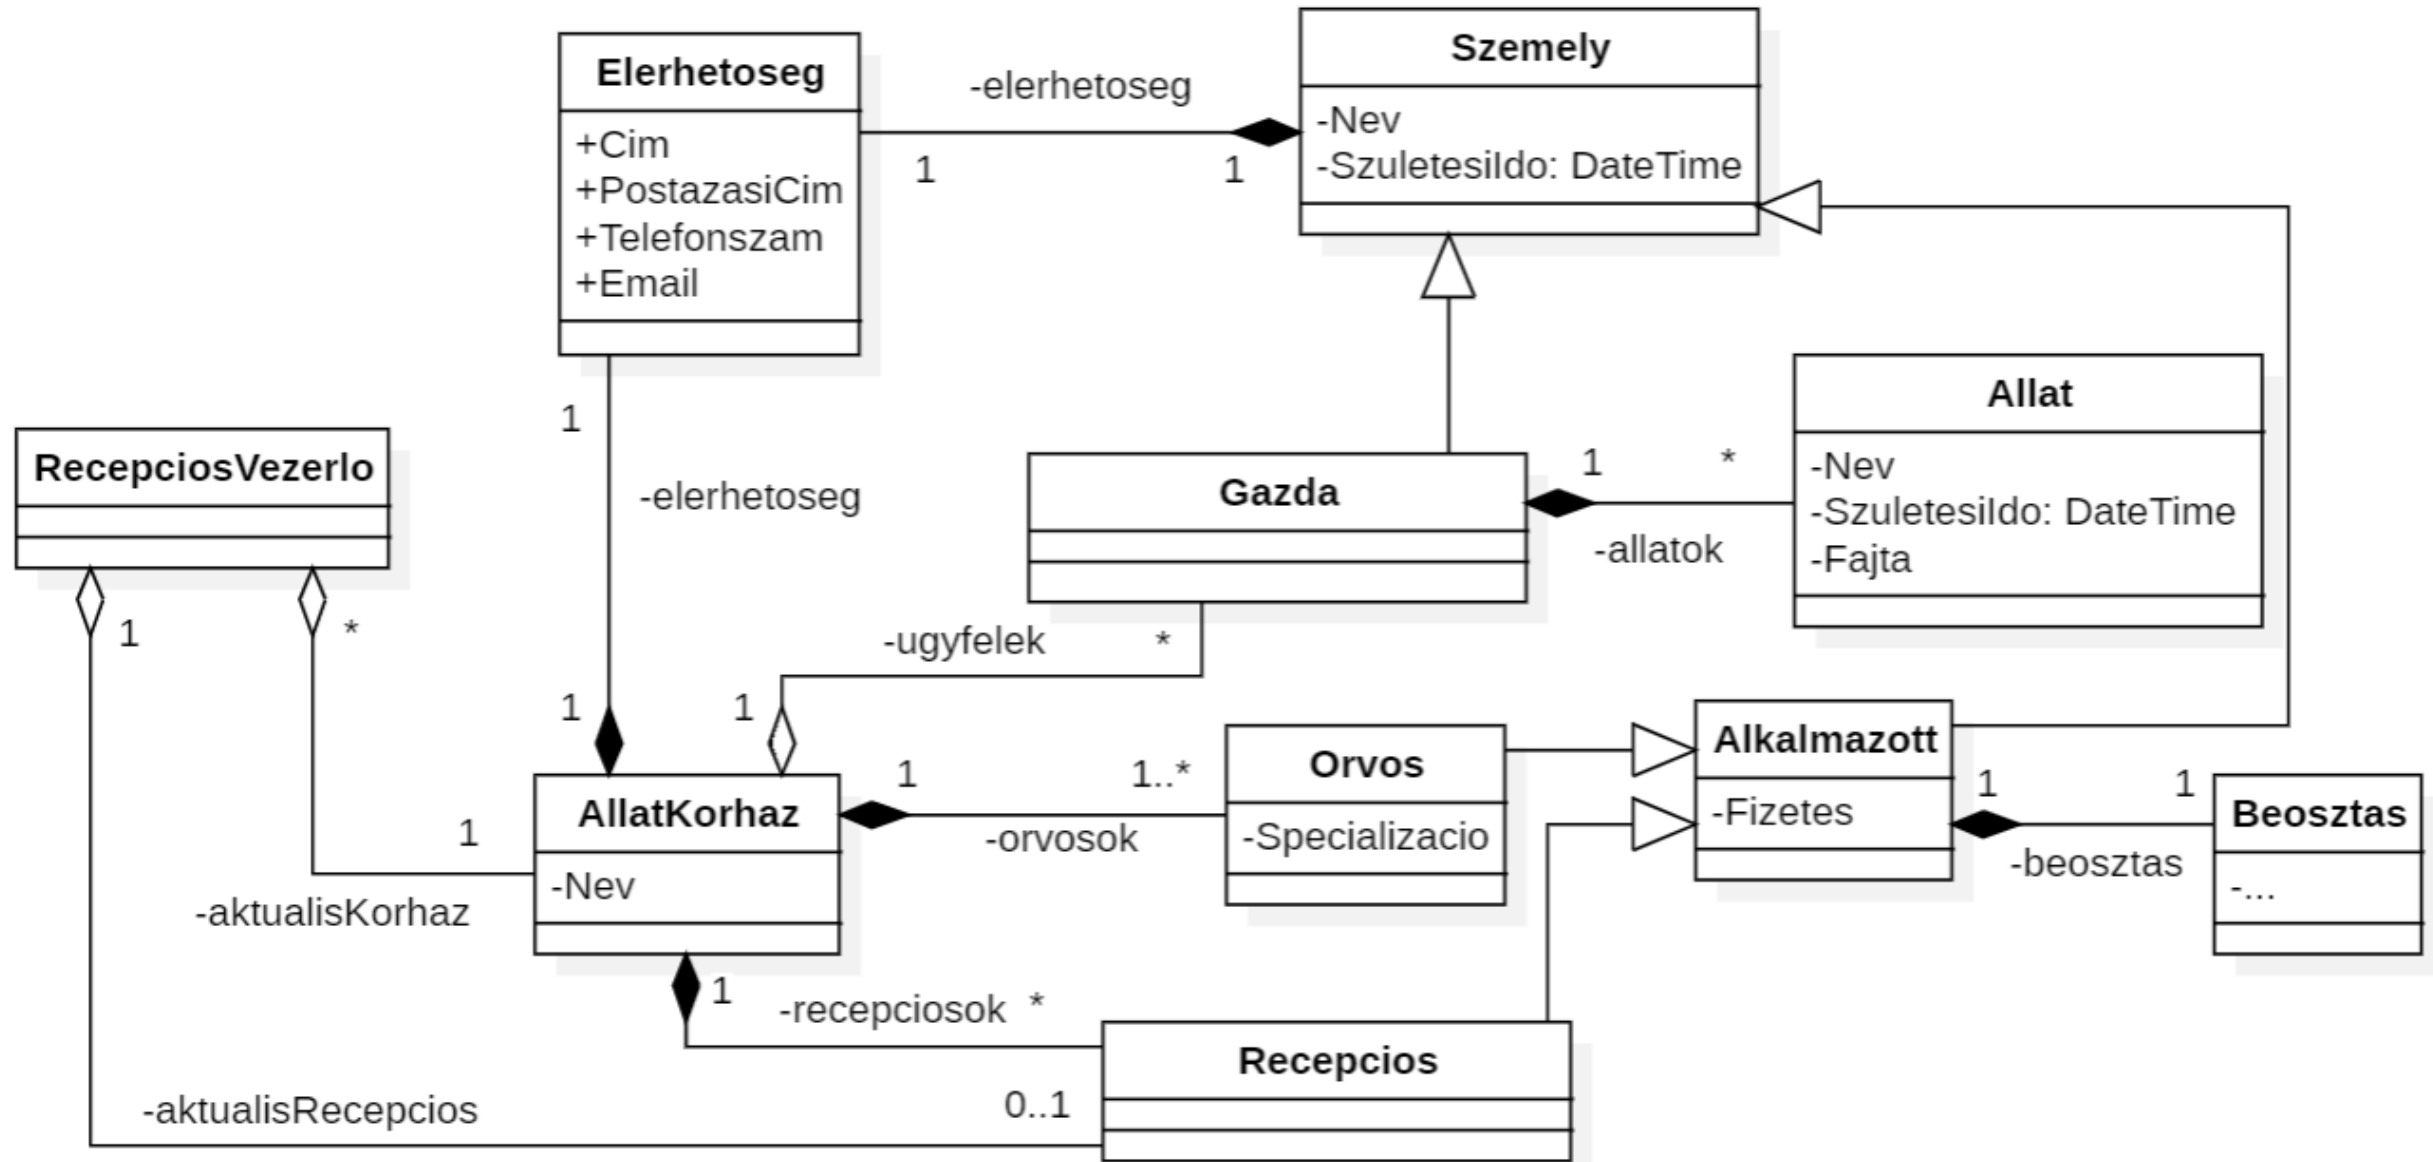 Elerhetoseg
+Cim
+PostazasiCim
+Telefonszam
+Email
-elerhetoseg
1
1
Szemely
-Nev
-SzuletesiIdo: DateTime
RecepciosVezerlo
1
*
1
-elerhetoseg
1
Gazda
1
*
-allatok
Allat
-Nev
-SzuletesiIdo: DateTime
-Fajta
-ugyfelek
*
1
AllatKorhaz
-Nev
1
-aktualisKorhaz
1
1..*
-orvosok
Orvos
-Specializacio
Alkalmazott
-Fizetes
1
1
-beosztas
Beosztas
-...
1
-recepciosok
*
Recepcios
-aktualisRecepcios
0..1